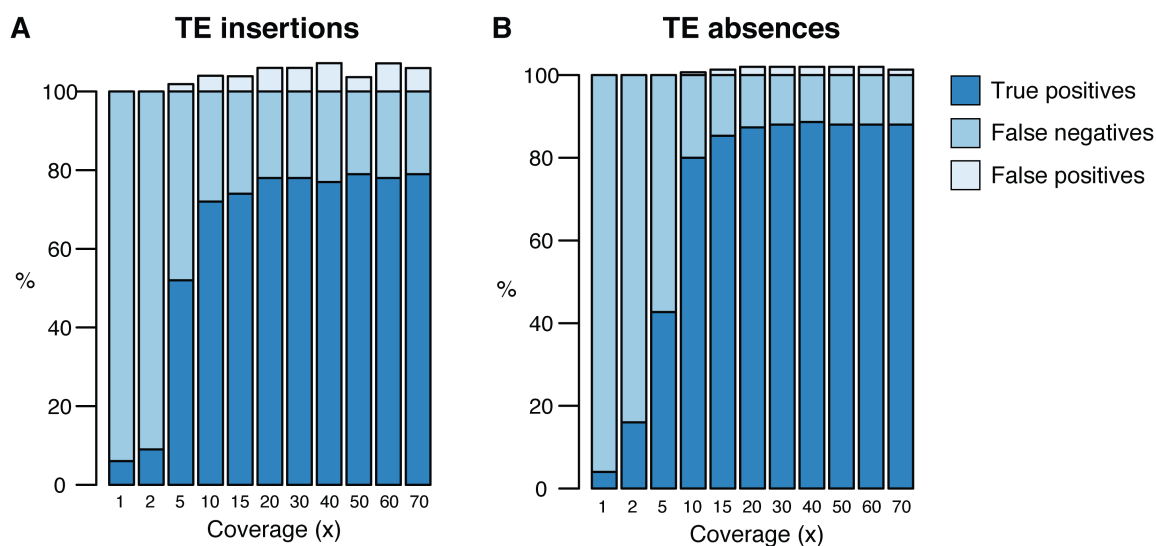 A
TE insertions
100
80
60
40
20
0
%
1 2 5 10 15 20 30 40 50 60 70
Coverage (x)
B
TE absences
100
80
60
40
20
0
%
1 2 5 10 15 20 30 40 50 60 70
Coverage (x)
True positives
False negatives
False positives